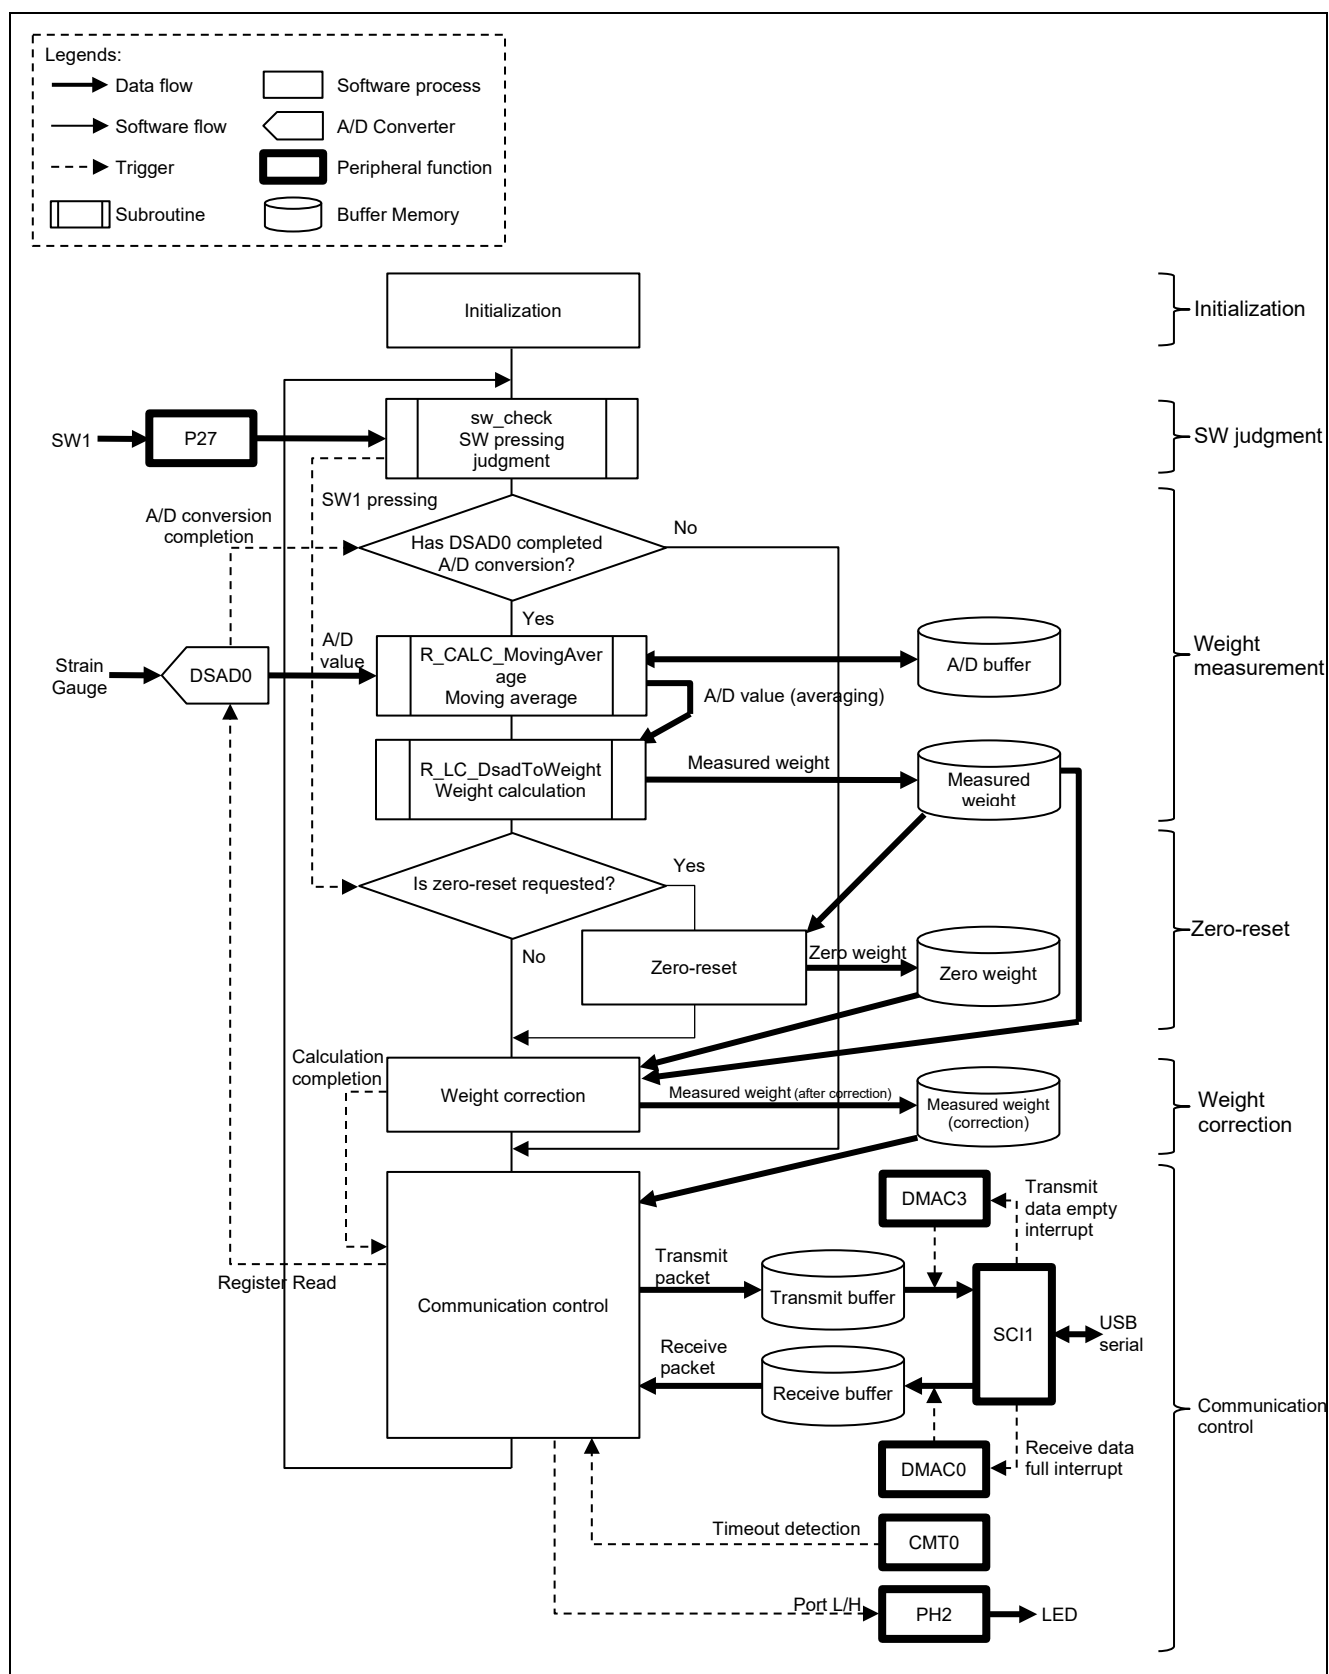 Legends:
Data flow
Software process
Software flow
A/D Converter
Trigger
Peripheral function
Subroutine
Buffer Memory
Initialization
Initialization
SW1
P27
sw_check
SW pressing
judgment
SW judgment
SW1 pressing
A/D conversion
completion
Has DSAD0 completed
A/D conversion?
No
Yes
Strain
Gauge
DSAD0
A/D
value
R_CALC_MovingAver
age
Moving average
A/D buffer
Weight
measurement
A/D value (averaging)
R_LC_DsadToWeight
Weight calculation
Measured weight
Measured
weight
Is zero-reset requested?
Yes
No
Zero-reset
Zero weight
Zero weight
Zero-reset
Calculation
completion
Weight correction
Measured weight (after correction)
Measured weight
(correction)
Weight
correction
DMAC3
Transmit
data empty
interrupt
Register Read
Communication control
Transmit
packet
Transmit buffer
SCI1
USB
serial
Receive
packet
Receive buffer
Communication
control
DMAC0
Receive data
full interrupt
Timeout detection
CMT0
Port L/H
PH2
LED